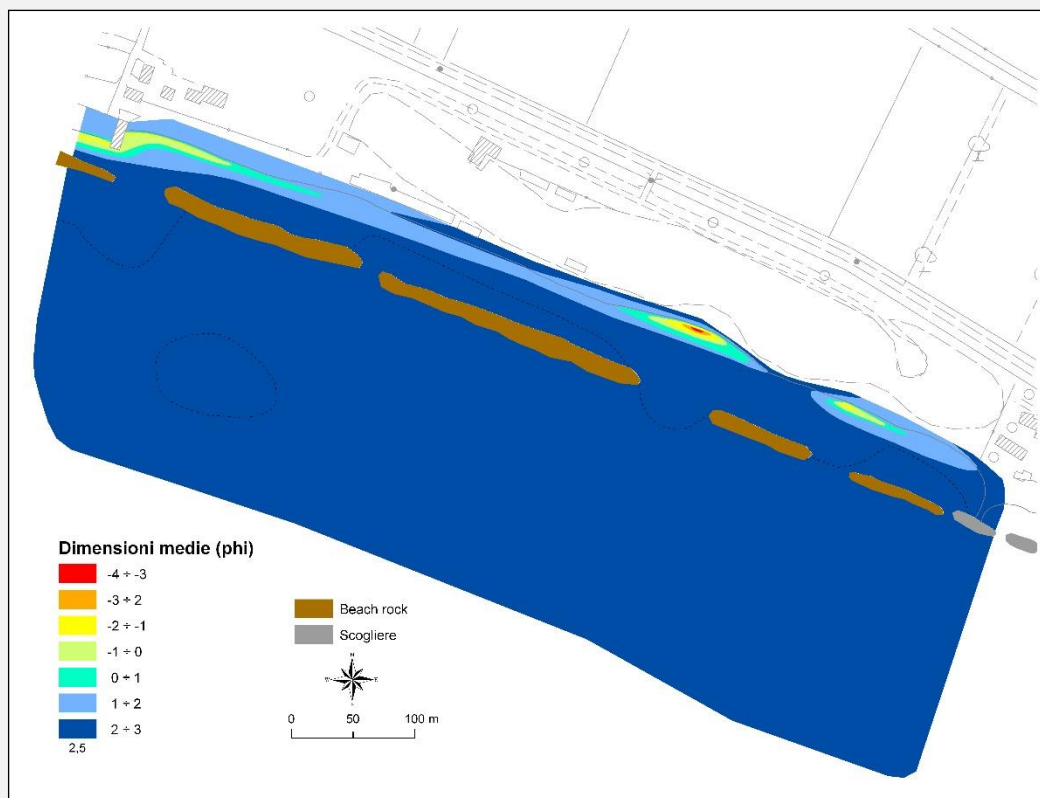 Dimensioni medie (phi)
-4 ÷ -3
-3 ÷ 2
-2 ÷ -1
-1 ÷ 0
0 ÷ 1
1 ÷ 2
2 ÷ 3
2,5
Beach rock
Scogliere
N
W E
S
0 50 100 m